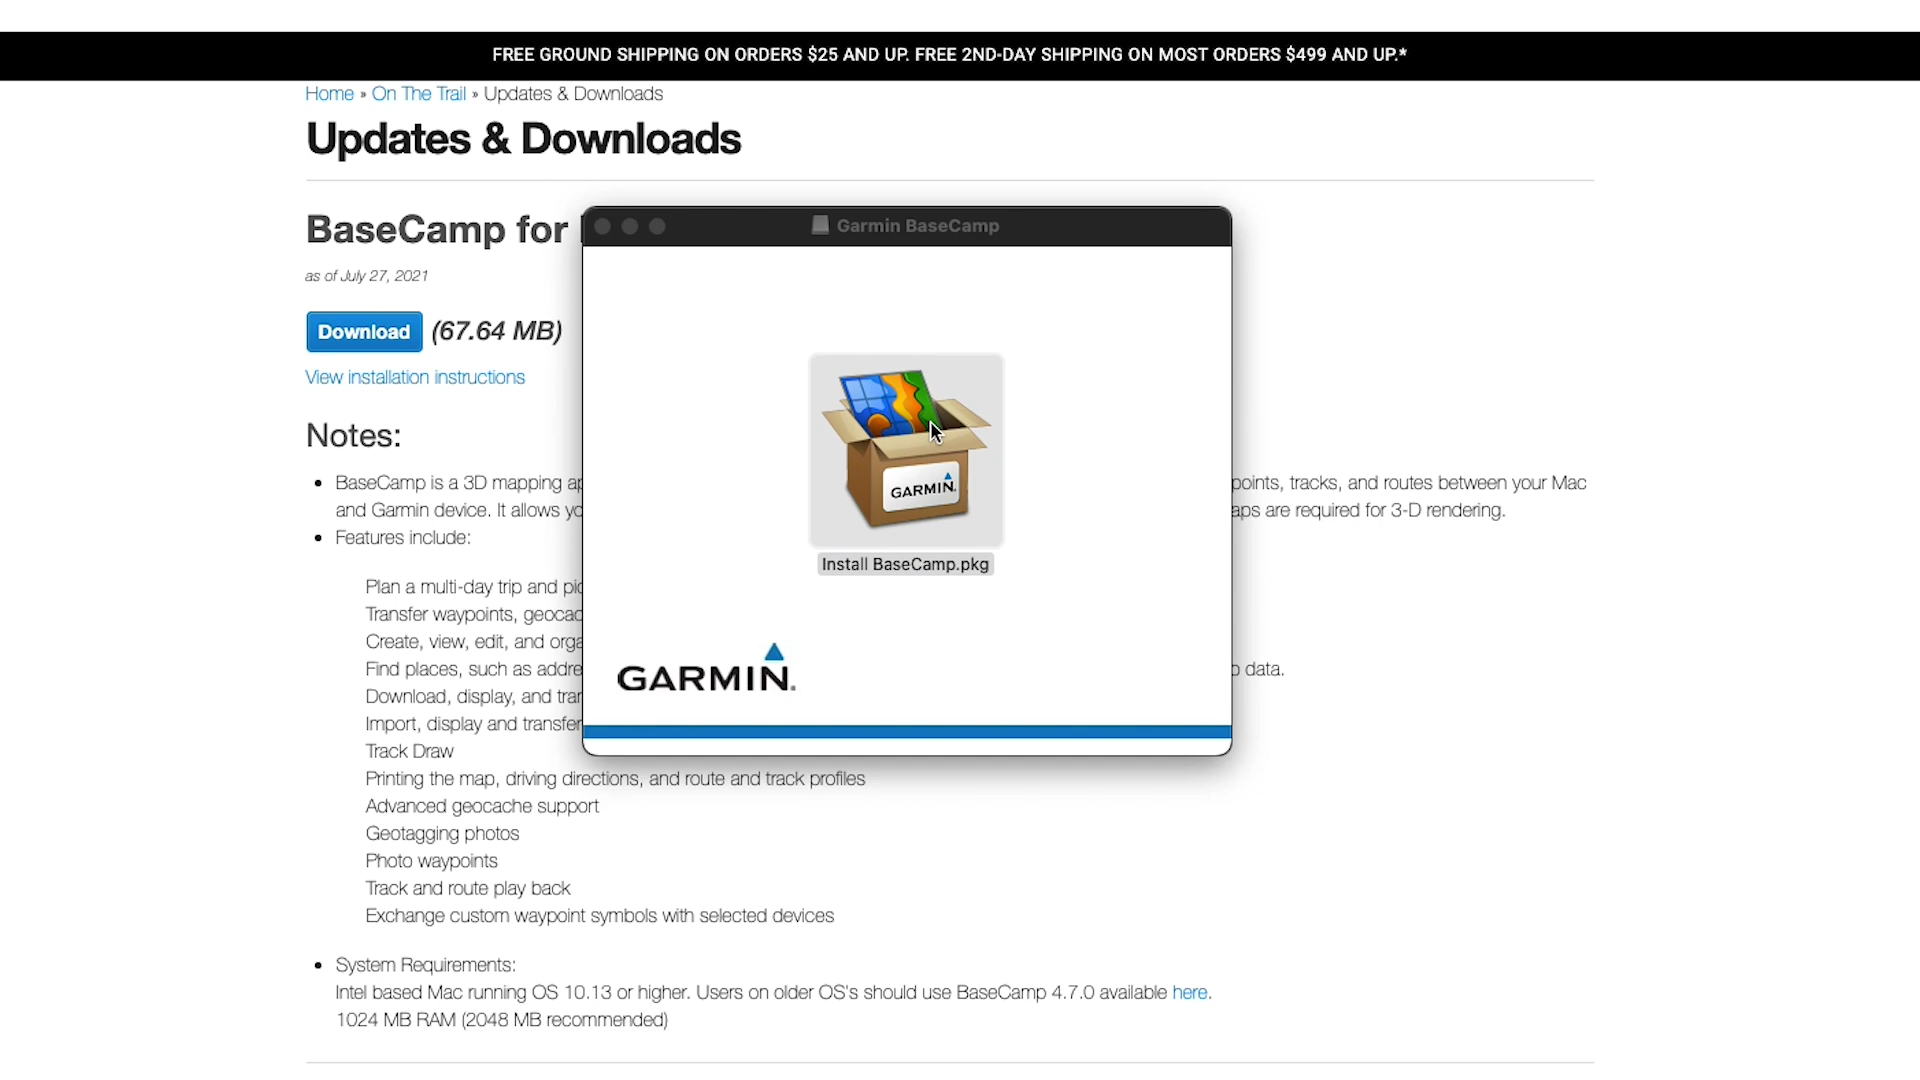 FREE GROUND SHIPPING ON ORDERS $25 AND UP. FREE 2ND-DAY SHIPPING ON MOST ORDERS $499 AND UP.*
Home » On The Trail » Updates & Downloads
Updates & Downloads
BaseCamp for
as of July 27, 2021
Download (67.64 MB)
View installation instructions
Notes:
BaseCamp is a 3D mapping
points, tracks, and routes between your Mac
and Garmin device. It allows
are required for 3-D rendering.
Features include:
Plan a multi-day trip and
Transfer waypoints,
Create, view, edit, and
Find places, such as
data.
Download, display, and
Import, display and
Track Draw
Printing the map, driving directions, and route and track profiles
Advanced geocache support
Geotagging photos
Photo waypoints
Track and route play back
Exchange custom waypoint symbols with selected devices
System Requirements:
Intel based Mac running OS 10.13 or higher. Users on older OS's should use BaseCamp 4.7.0 available here.
1024 MB RAM (2048 MB recommended)
Garmin BaseCamp
GARMIN.
Install BaseCamp.pkg
GARMIN.